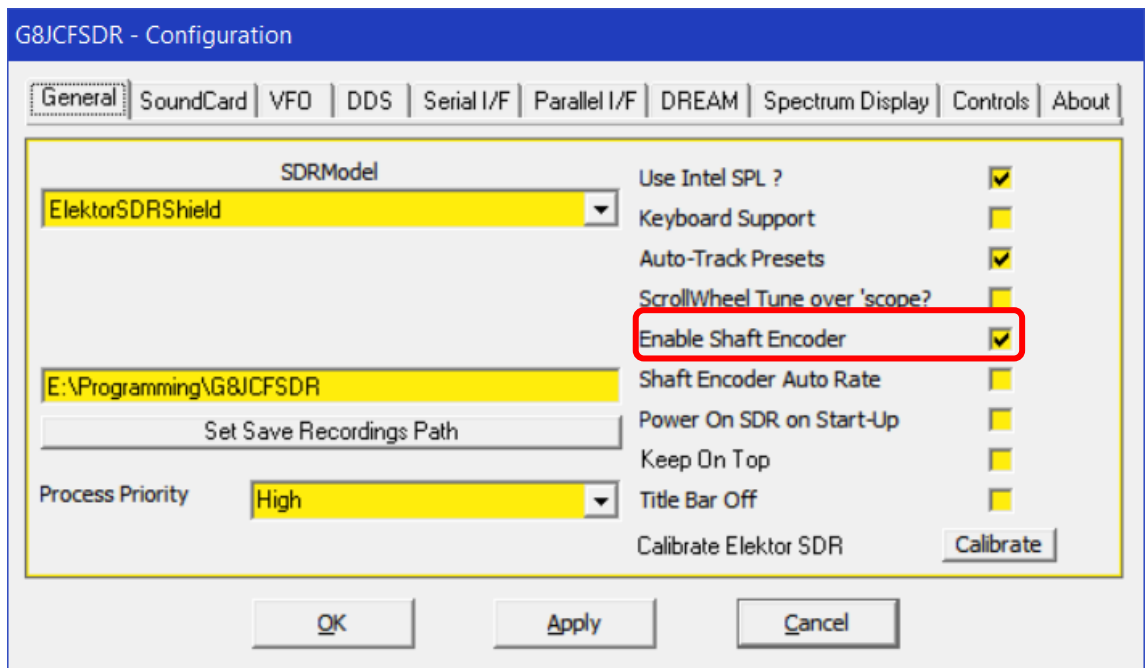 G8JCFSDR - Configuration
General SoundCard VFO DDS Serial I/F Parallel I/F DREAM Spectrum Display Controls About
SDRModel
ElektorSDRShield
E:\Programming\G8JCFSDR
Set Save Recordings Path
Process Priority High
Use Intel SPL ?
Keyboard Support
Auto-Track Presets
ScrollWheel Tune over 'scope?
Enable Shaft Encoder
Shaft Encoder Auto Rate
Power On SDR on Start-Up
Keep On Top
Title Bar Off
Calibrate Elektor SDR Calibrate
OK Apply Cancel